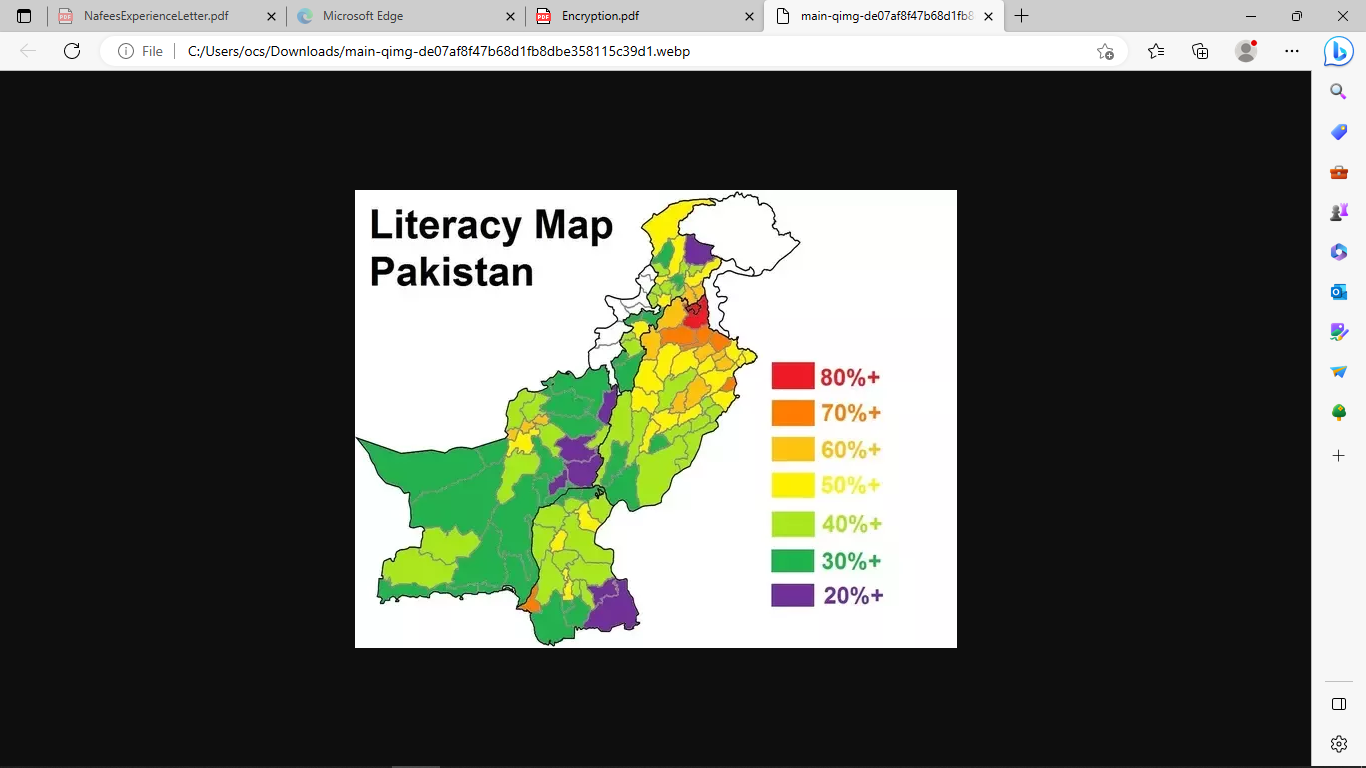 NafeesExperienceLetter.pdf
Microsoft Edge
Encryption.pdf
main-qimg-de07af8f47b68d1fb8
File
C:/Users/ocs/Downloads/main-qimg-de07af8f47b68d1fb8dbe358115c39d1.webp
Literacy Map
Pakistan
80%+
70%+
60%+
50%+
40%+
30%+
20%+